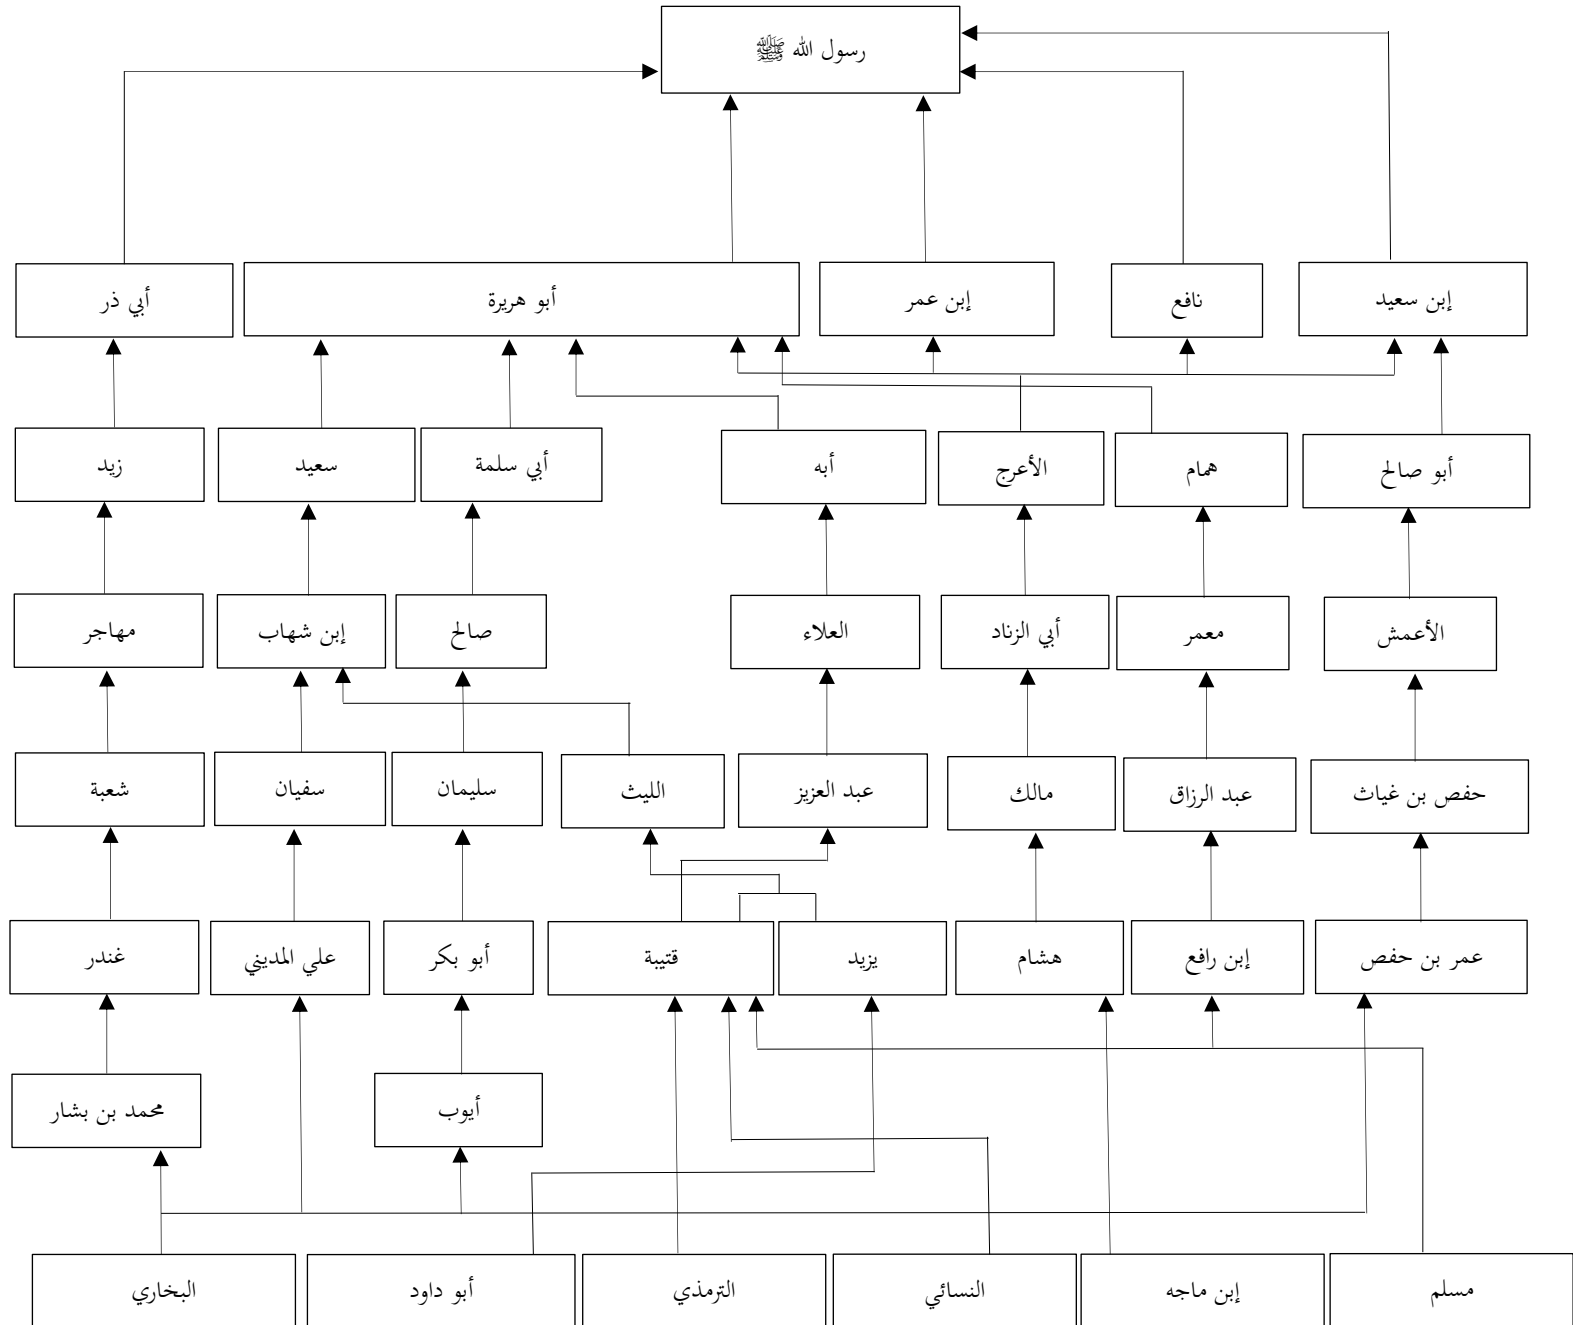 رسول الله ﷺ
إبن سعيد
نافع
إبن عمر
أبو هريرة
أبي ذر
أبو صالح
همام
الأعرج
أبه
أبي سلمة
سعيد
زيد
الأعمش
معمر
أبي الزناد
العلاء
صالح
إبن شهاب
مهاجر
حفص بن غياث
عبد الرزاق
مالك
عبد العزيز
الليث
سليمان
سفيان
شعبة
عمر بن حفص
إبن رافع
هشام
يزيد
قتيبة
أبو بكر
علي المديني
غندر
أيوب
محمد بن بشار
مسلم
إبن ماجه
النسائي
الترمذي
أبو داود
البخاري